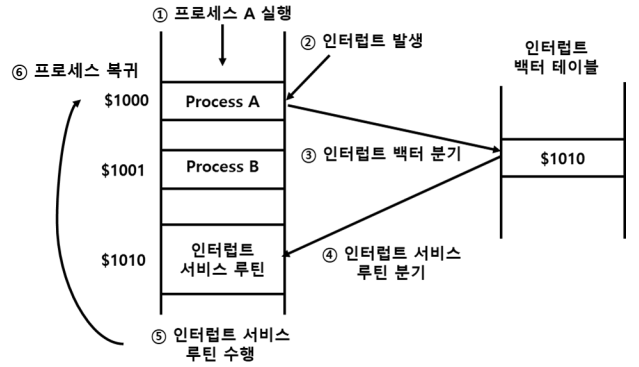 ① 프로세스 A 실행
② 인터럽트 발생
인터럽트
백터 테이블
⑥ 프로세스 복귀
$1000
Process A
③ 인터럽트 백터 분기
$1010
$1001
Process B
$1010
인터럽트
서비스 루틴
④ 인터럽트 서비스
루틴 분기
⑤ 인터럽트 서비스
루틴 수행